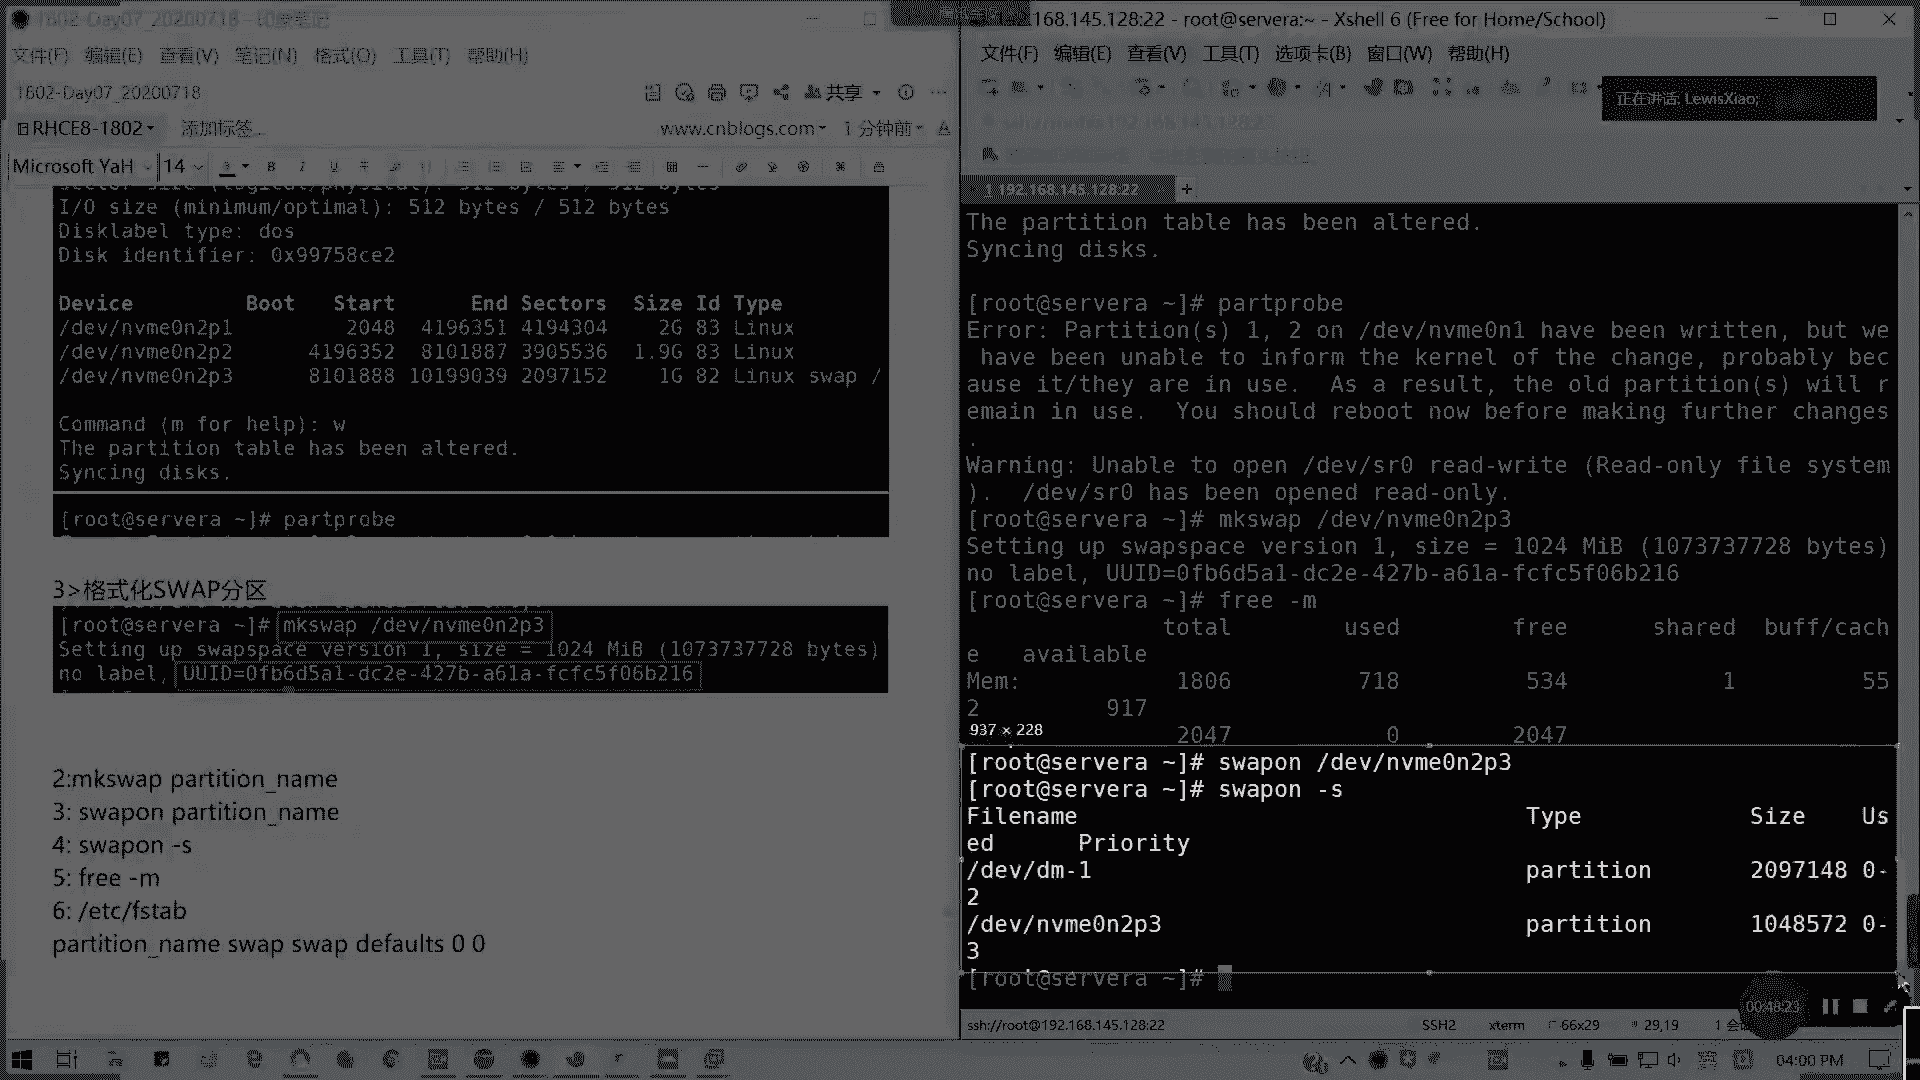 1602-Day07_20200718 - 印象笔记
文件(F) 编辑(E) 查看(V) 笔记(N) 格式(O) 工具(T) 帮助(H)
1602-Day07_20200718
共享
RHCE8-1802
添加标签...
www.cnblogs.com
1 分钟前
Microsoft YaH
14
I/O size (minimum/optimal): 512 bytes / 512 bytes
Disklabel type: dos
Disk identifier: 0x99758ce2
Device Boot Start End Sectors Size Id Type
/dev/nvme0n2p1 2048 4196351 4194304 2G 83 Linux
/dev/nvme0n2p2 4196352 8101887 3905536 1.9G 83 Linux
/dev/nvme0n2p3 8101888 10199039 2097152 1G 82 Linux swap /
Command (m for help): w
The partition table has been altered.
Syncing disks.
[root@servera ~]# partprobe
3>格式化SWAP分区
[root@servera ~]# mkswap /dev/nvme0n2p3
Setting up swapspace version 1, size = 1024 MiB (1073737728 bytes)
no label, UUID=0fb6d5a1-dc2e-427b-a61a-fcfc5f06b216
2:mkswap partition_name
3: swapon partition_name
4: swapon -s
5: free -m
6: /etc/fstab
partition_name swap swap defaults 0 0
.168.145.128:22 - root@servera:~ - Xshell 6 (Free for Home/School)
文件(F) 编辑(E) 查看(V) 工具(T) 选项卡(B) 窗口(W) 帮助(H)
正在讲话: LewisXiao;
1 192.168.145.128:22
The partition table has been altered.
Syncing disks.
[root@servera ~]# partprobe
Error: Partition(s) 1, 2 on /dev/nvme0n1 have been written, but we
have been unable to inform the kernel of the change, probably bec
ause it/they are in use.  As a result, the old partition(s) will r
emain in use.  You should reboot now before making further changes
.
Warning: Unable to open /dev/sr0 read-write (Read-only file system
).  /dev/sr0 has been opened read-only.
[root@servera ~]# mkswap /dev/nvme0n2p3
Setting up swapspace version 1, size = 1024 MiB (1073737728 bytes)
no label, UUID=0fb6d5a1-dc2e-427b-a61a-fcfc5f06b216
[root@servera ~]# free -m
total used free shared buff/cach
e available
Mem: 1806 718 534 1 55
2 917
937 × 228
2047 0 2047
[root@servera ~]# swapon /dev/nvme0n2p3
[root@servera ~]# swapon -s
Filename Type Size Us
ed Priority
/dev/dm-1 partition 2097148 0-
2
/dev/nvme0n2p3 partition 1048572 0-
3
[root@servera ~]#
00:48:23
ssh://root@192.168.145.128:22
SSH2 xterm 66x29 29,19
04:00 PM